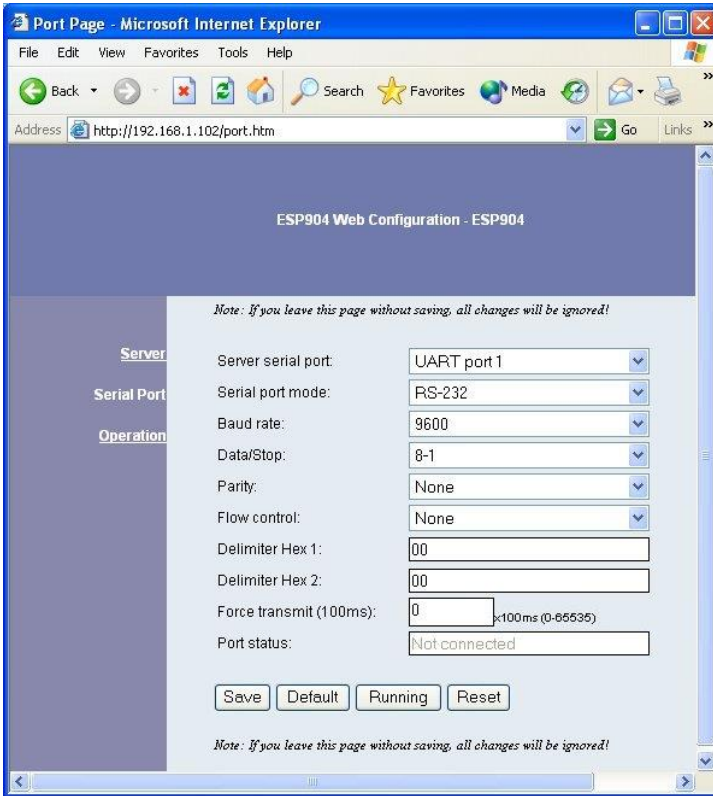 Port Page - Microsoft Internet Explorer
File Edit View Favorites Tools Help
Back Search Favorites Media »
Address http://192.168.1.102/port.htm Go Links »
ESP904 Web Configuration - ESP904
Note: If you leave this page without saving, all changes will be ignored!
Server
Serial Port
Operation
Server serial port: UART port 1
Serial port mode: RS-232
Baud rate: 9600
Data/Stop: 8-1
Parity: None
Flow control: None
Delimiter Hex 1: 00
Delimiter Hex 2: 00
Force transmit (100ms): 0 x100ms (0-65535)
Port status: Not connected
Save Default Running Reset
Note: If you leave this page without saving, all changes will be ignored!